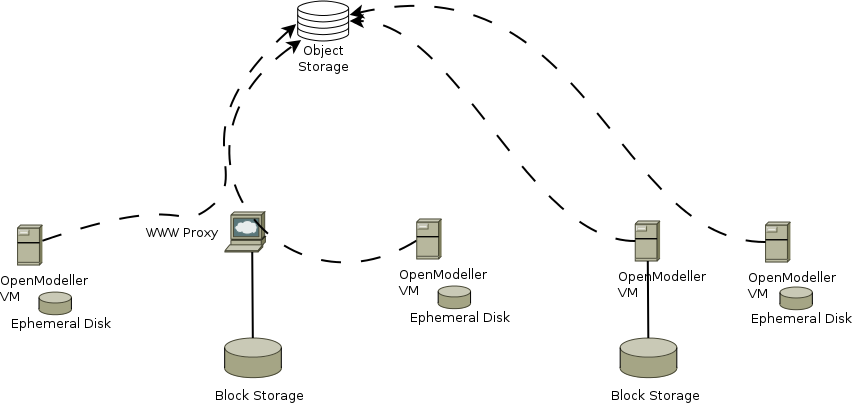 Object
Storage
WWW Proxy
OpenModeller
VM
Ephemeral Disk
OpenModeller
VM
Ephemeral Disk
OpenModeller
VM
OpenModeller
VM
Ephemeral Disk
Block Storage
Block Storage